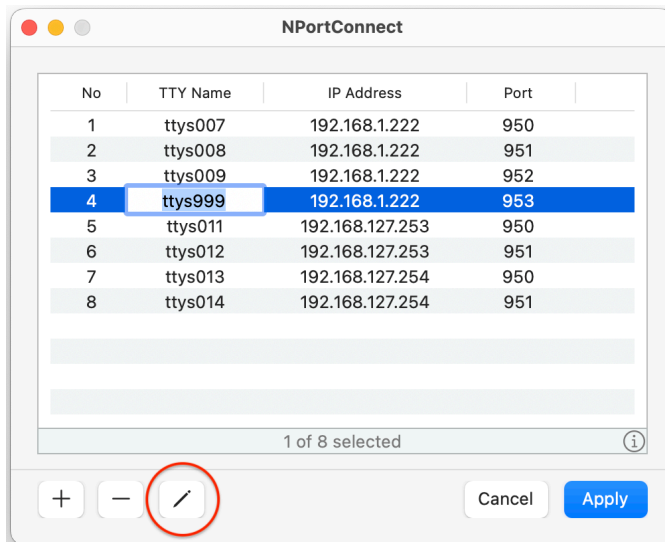 NPortConnect
No TTY Name IP Address Port
1 ttys007 192.168.1.222 950
2 ttys008 192.168.1.222 951
3 ttys009 192.168.1.222 952
4 ttys999 192.168.1.222 953
5 ttys011 192.168.127.253 950
6 ttys012 192.168.127.253 951
7 ttys013 192.168.127.254 950
8 ttys014 192.168.127.254 951
1 of 8 selected
Cancel Apply